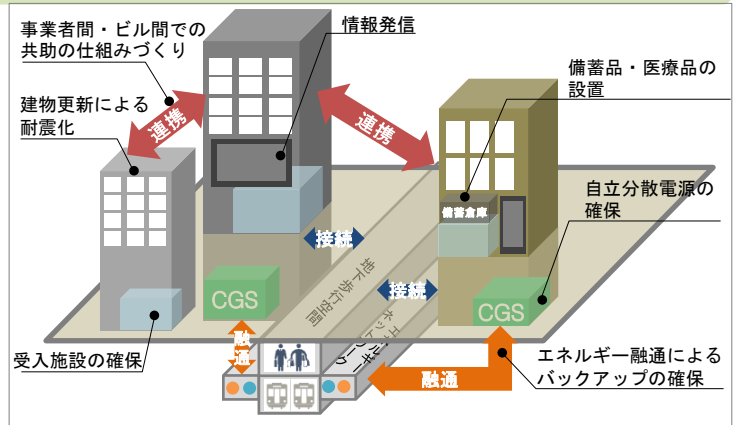 事業者間・ビル間での
共助の仕組みづくり
情報発信
備蓄品・医療品の
設置
建物更新による
耐震化
連携
連携
自立分散電源の
確保
備蓄倉庫
接続
地下歩行空間
接続
CGS
CGS
エネルギー
ネットワーク
受入施設の確保
融通
融通
エネルギー融通による
バックアップの確保